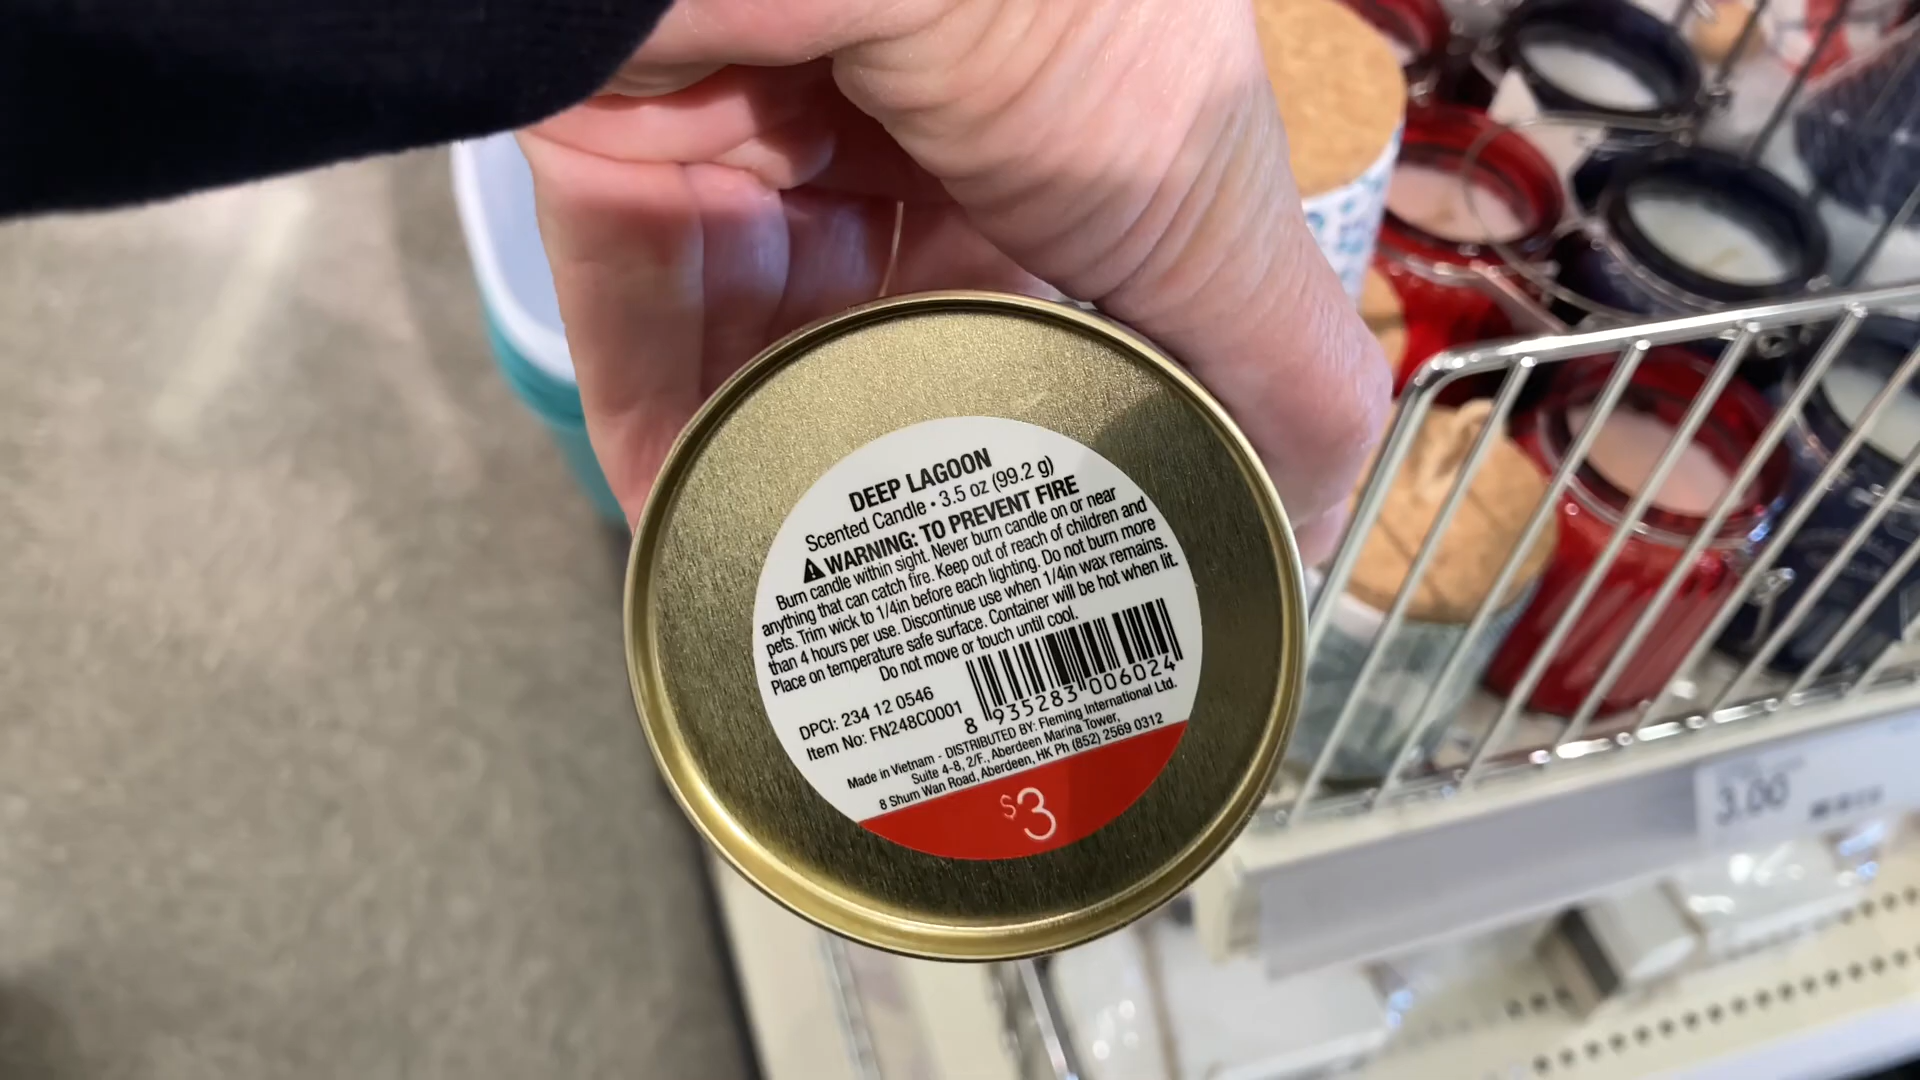 DEEP LAGOON
Scented Candle • 3.5 oz (99.2 g)
⚠ WARNING: TO PREVENT FIRE
Burn candle within sight. Never burn candle on or near
anything that can catch fire. Keep out of reach of children and
pets. Trim wick to 1/4in before each lighting. Do not burn more
than 4 hours per use. Discontinue use when 1/4in wax remains.
Place on temperature safe surface. Container will be hot when lit.
Do not move or touch until cool.
DPCI: 234 12 0546
Item No: FN248C0001
8 935283 006024
Made in Vietnam - DISTRIBUTED BY: Fleming International Ltd.
Suite 4-8, 2/F., Aberdeen Marina Tower,
8 Shum Wan Road, Aberdeen, HK Ph (852) 2569 0312
$3
3.00